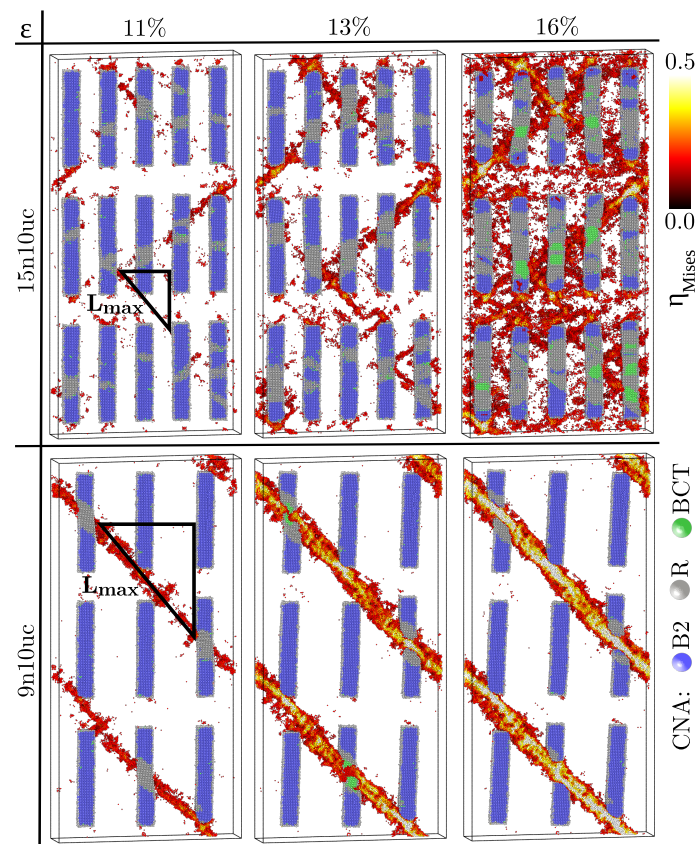 ε
11%
13%
16%
0.5
0.0
η_Mises
15n10uc
L_max
9n10uc
L_max
CNA: B2 R BCT